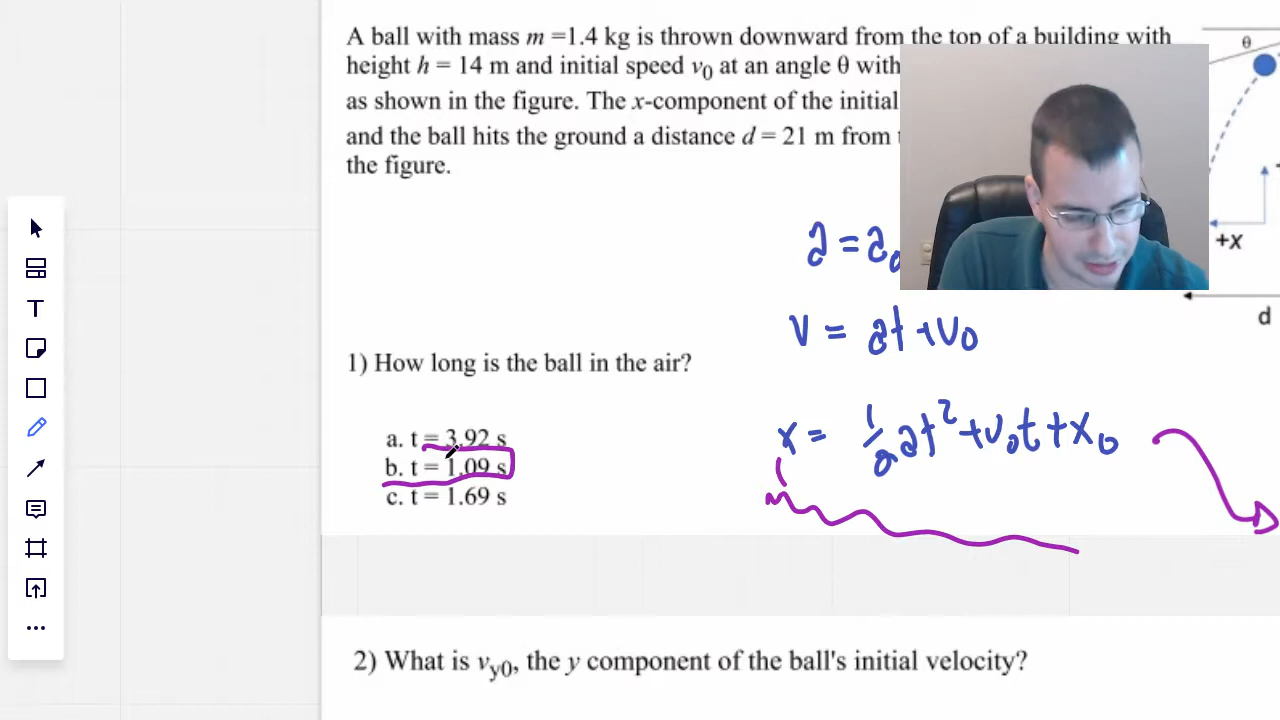 A ball with mass m =1.4 kg is thrown downward from the top of a building with
height h = 14 m and initial speed v0 at an angle θ with
as shown in the figure. The x-component of the initial
and the ball hits the ground a distance d = 21 m from
the figure.
θ
+x
d
a = a0
v = at + v0
1) How long is the ball in the air?
x = 1/2 at² + v0t + x0
a. t = 3.92 s
b. t = 1.09 s
c. t = 1.69 s
2) What is vy0, the y component of the ball's initial velocity?